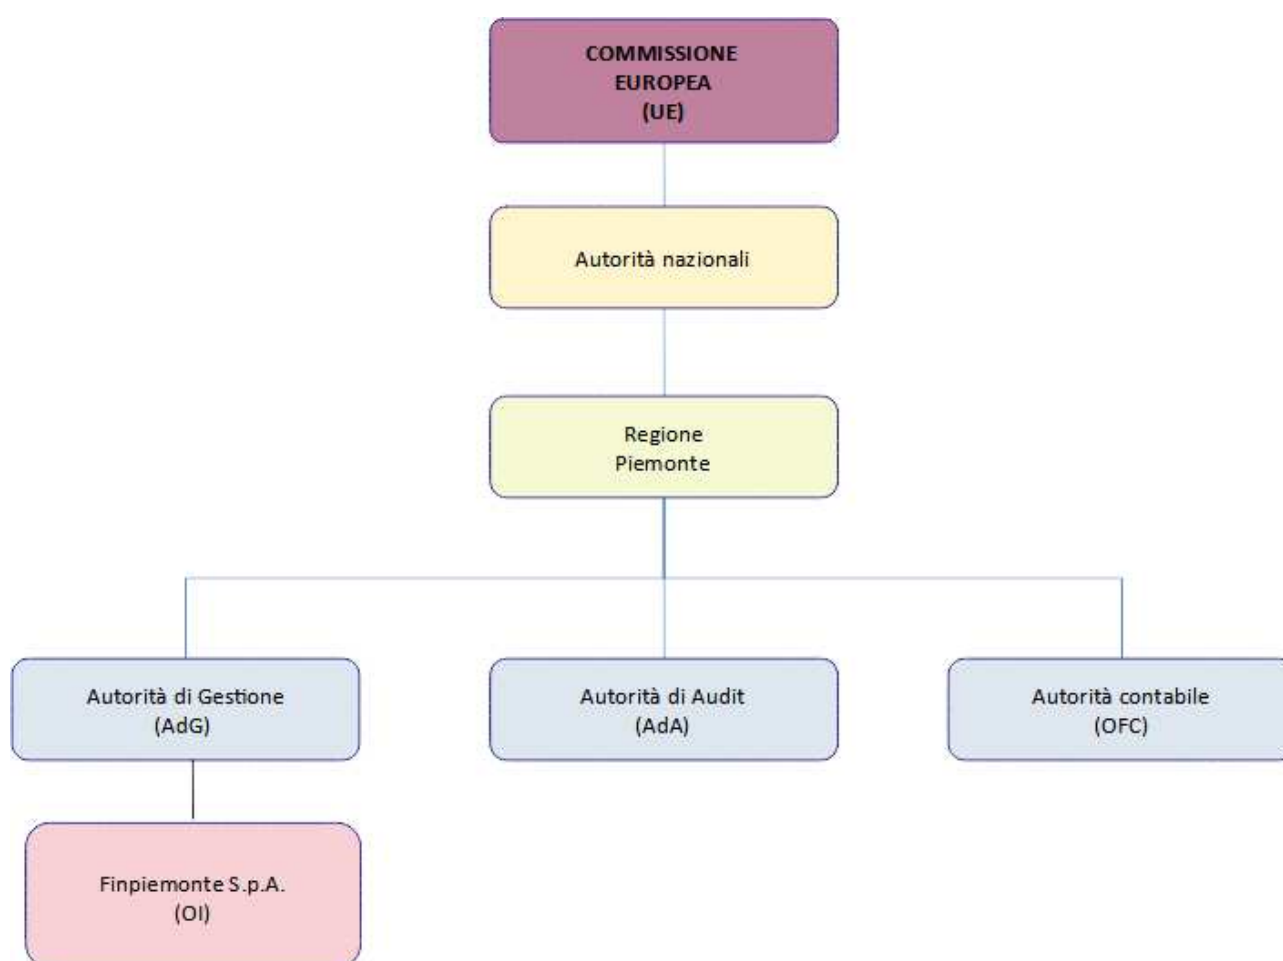 COMMISSIONE
EUROPEA
(UE)
Autorità nazionali
Regione
Piemonte
Autorità di Gestione
(AdG)
Autorità di Audit
(AdA)
Autorità contabile
(OFC)
Finpiemonte S.p.A.
(OI)